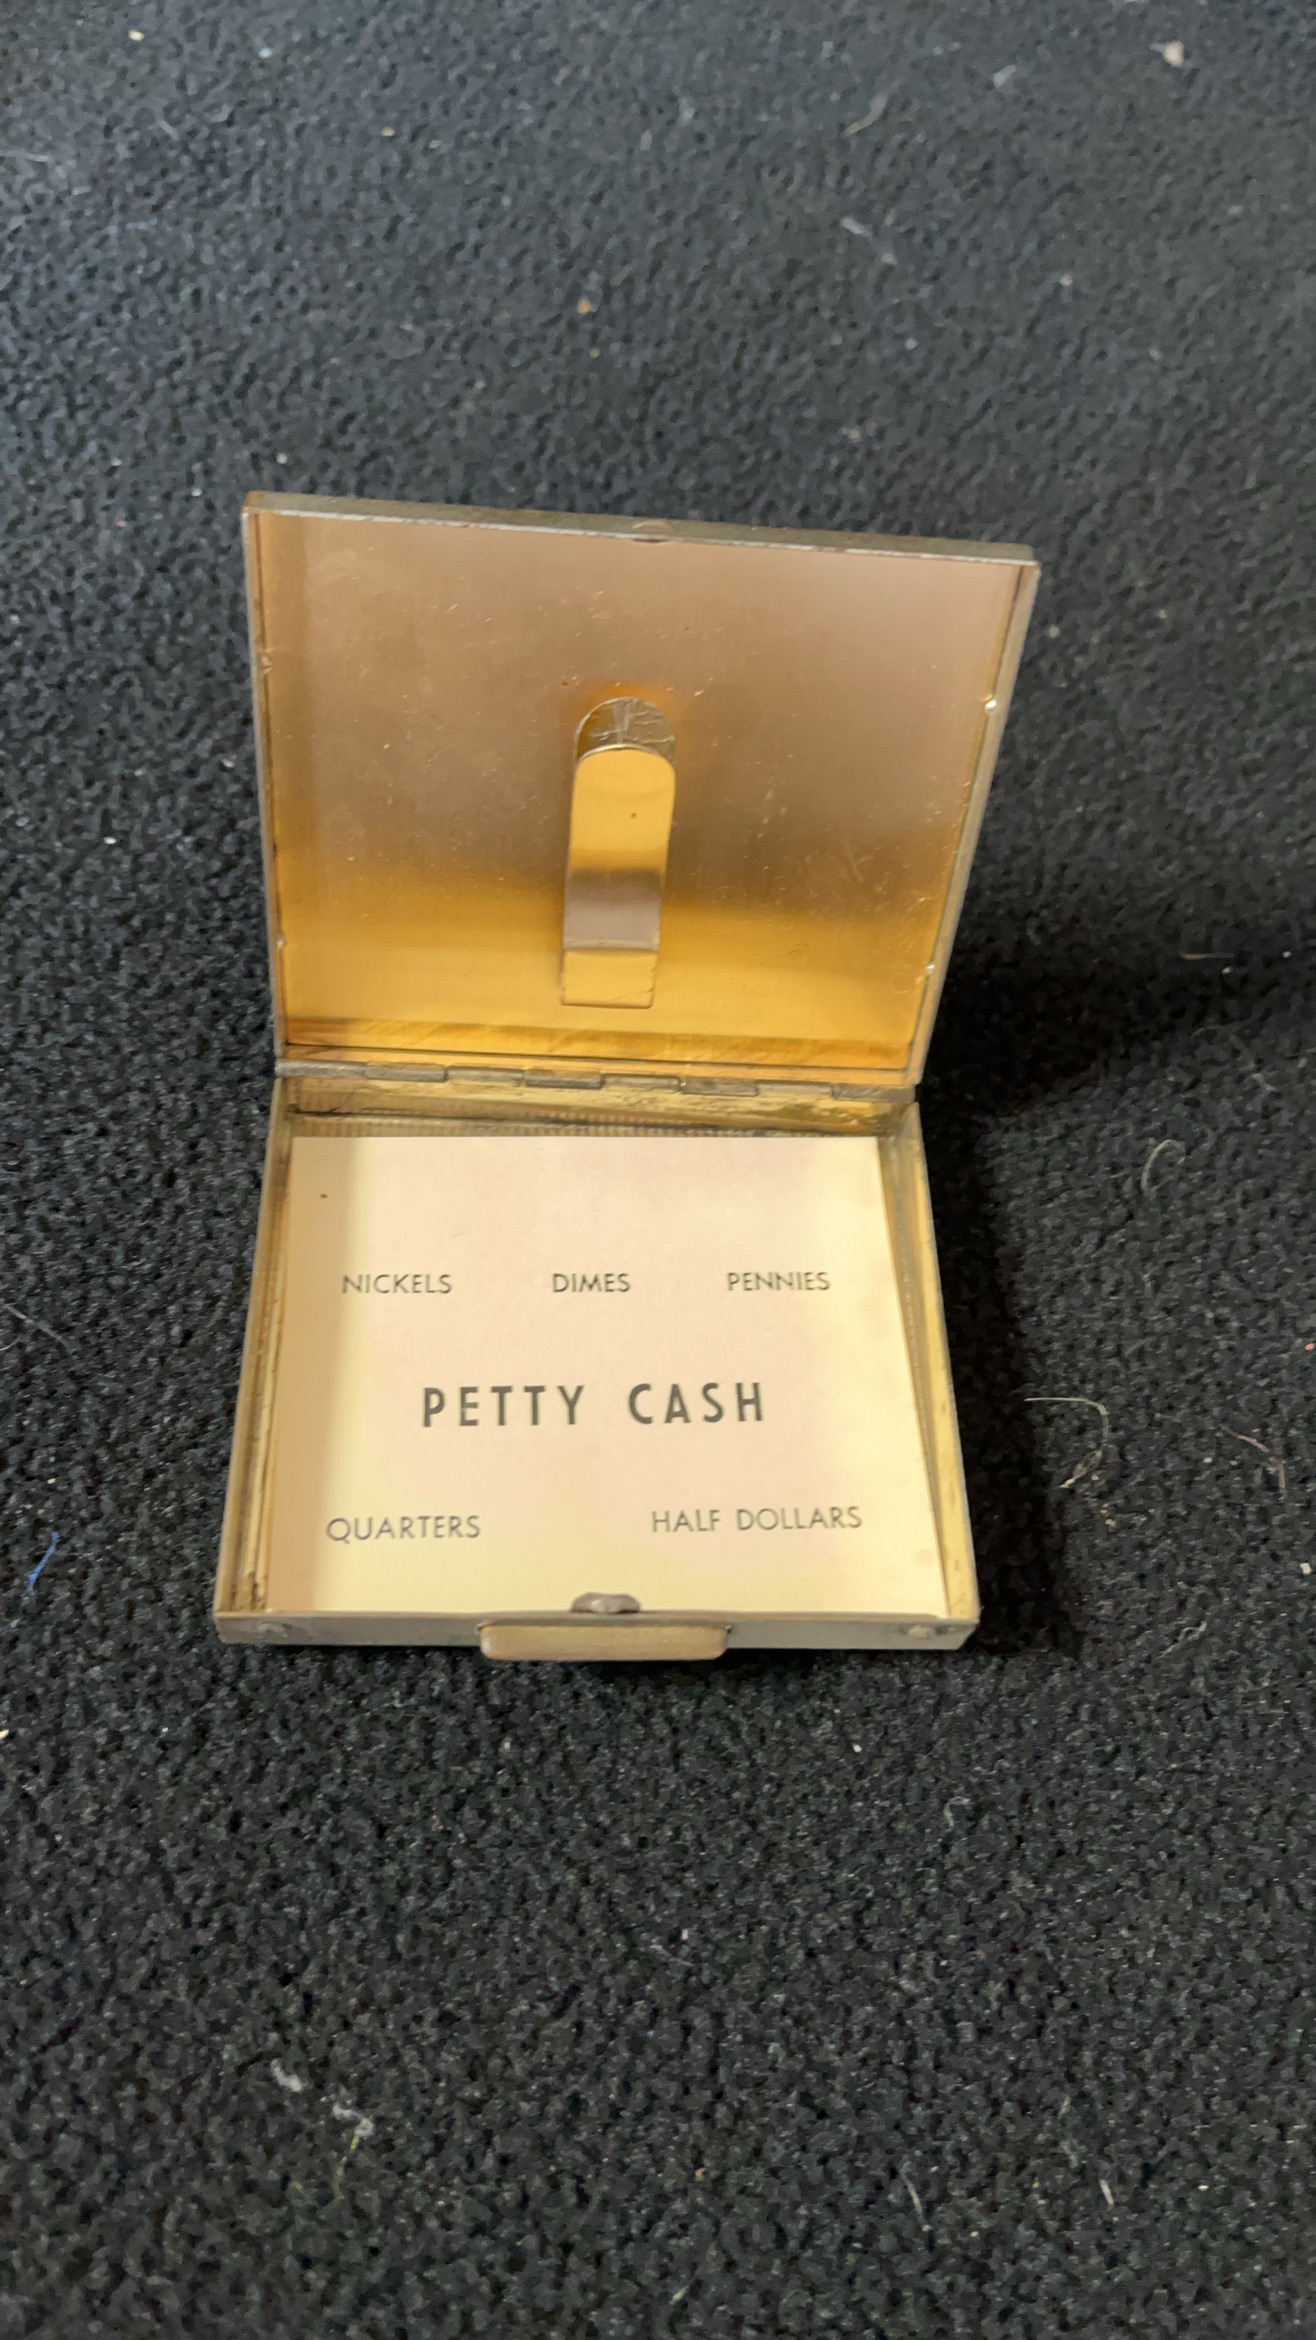 NICKELS DIMES PENNIES
PETTY CASH
QUARTERS HALF DOLLARS